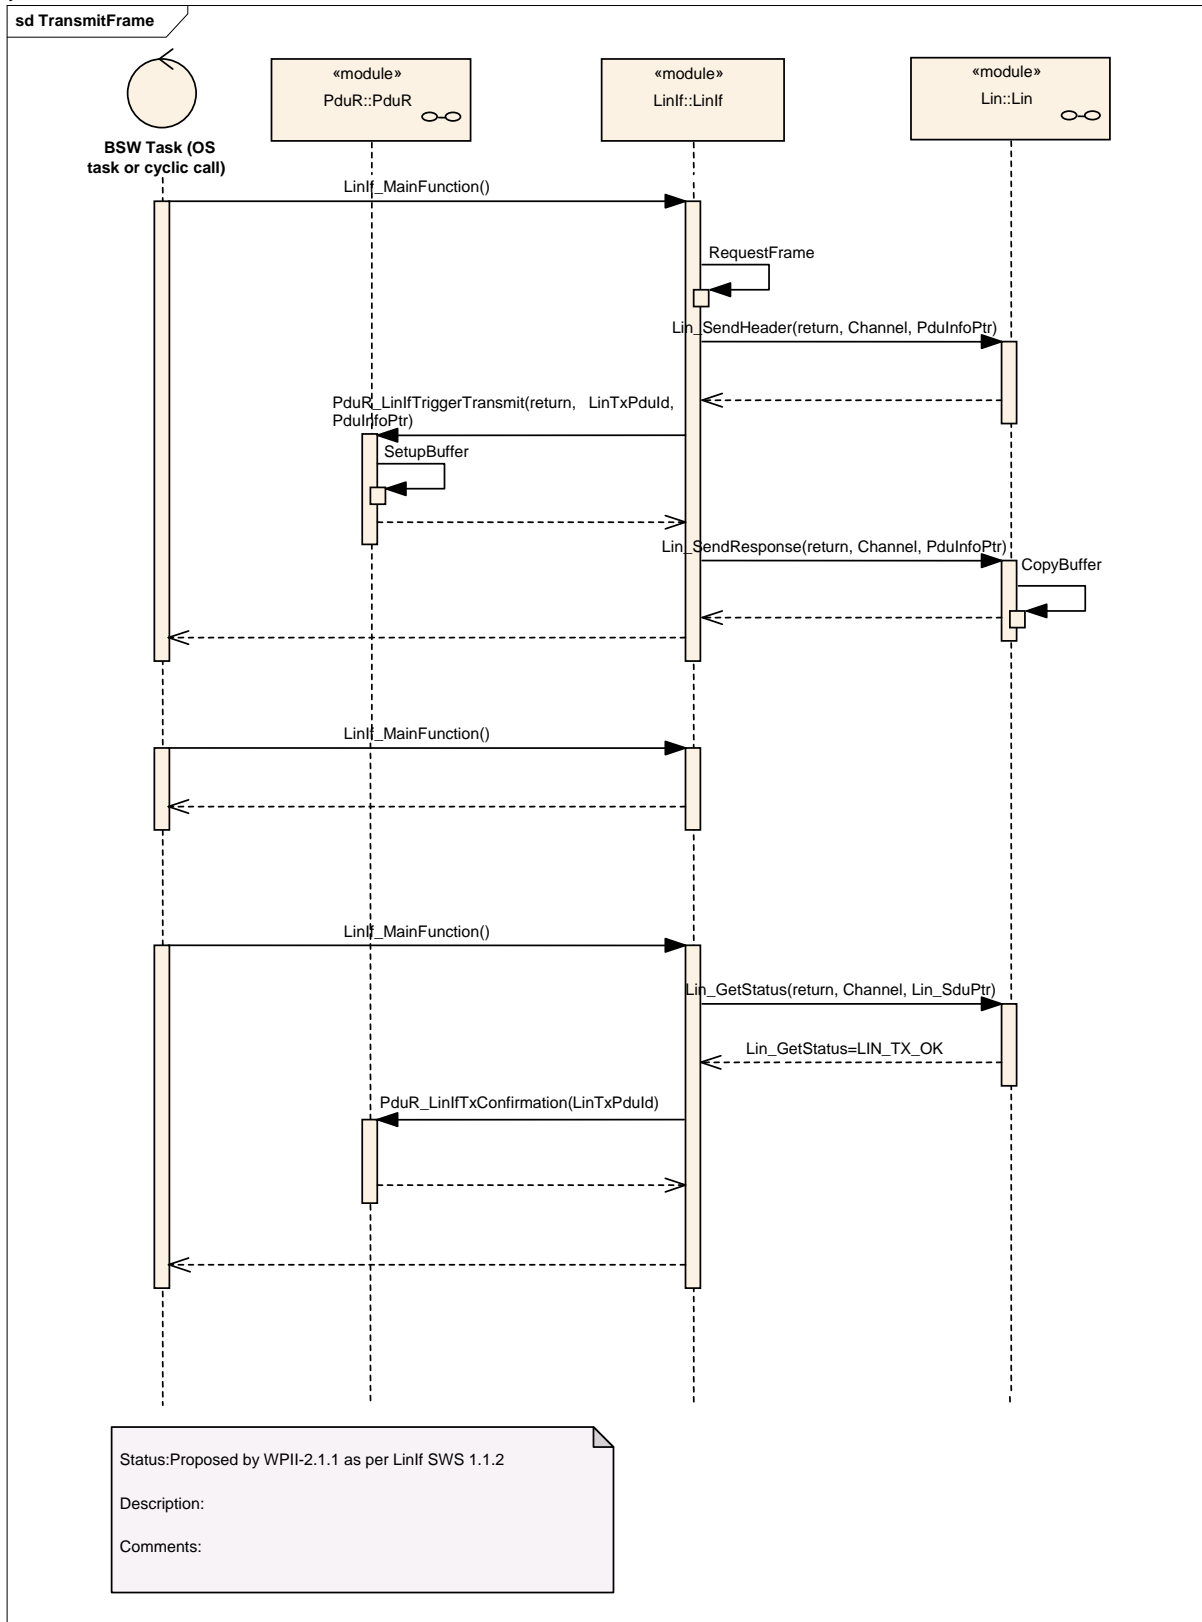 sd TransmitFrame
«module»
PduR::PduR
«module»
LinIf::LinIf
«module»
Lin::Lin
BSW Task (OS
task or cyclic call)
LinIf_MainFunction()
RequestFrame
Lin_SendHeader(return, Channel, PduInfoPtr)
PduR_LinIfTriggerTransmit(return, LinTxPduId,
PduInfoPtr)
SetupBuffer
Lin_SendResponse(return, Channel, PduInfoPtr)
CopyBuffer
LinIf_MainFunction()
LinIf_MainFunction()
Lin_GetStatus(return, Channel, Lin_SduPtr)
Lin_GetStatus=LIN_TX_OK
PduR_LinIfTxConfirmation(LinTxPduId)
Status:Proposed by WPII-2.1.1 as per LinIf SWS 1.1.2
Description:
Comments: